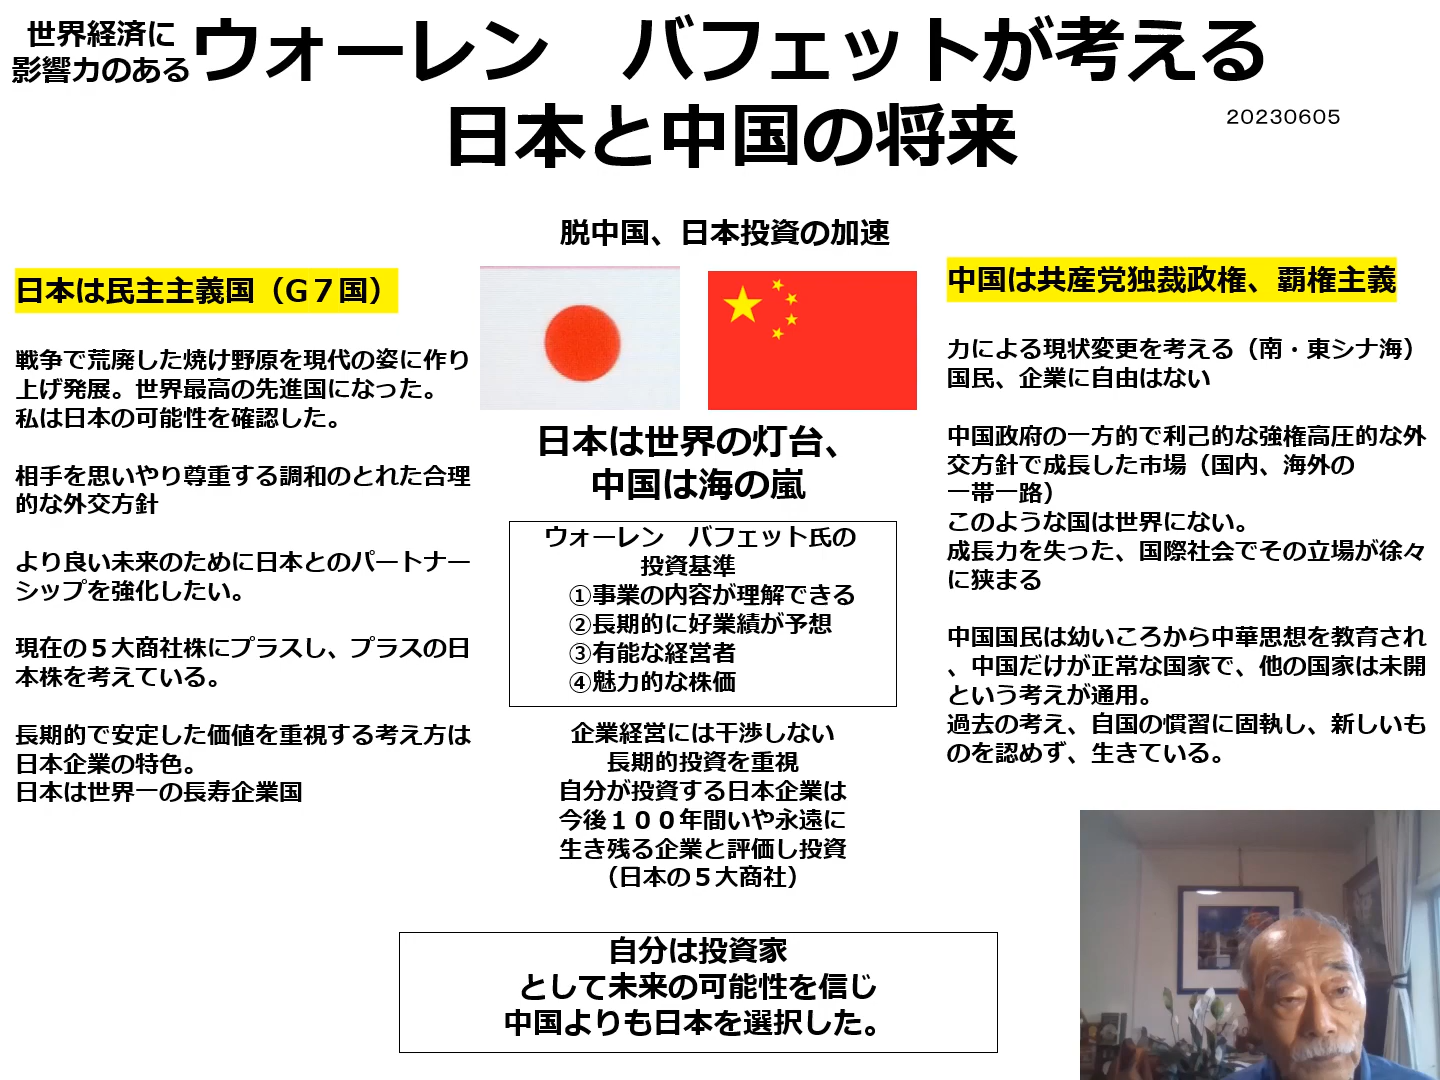 世界経済に
影響力のある
ウォーレン　バフェットが考える
日本と中国の将来
20230605
脱中国、日本投資の加速
日本は民主主義国（G７国）
戦争で荒廃した焼け野原を現代の姿に作り
上げ発展。世界最高の先進国になった。
私は日本の可能性を確認した。
相手を思いやり尊重する調和のとれた合理
的な外交方針
より良い未来のために日本とのパートナー
シップを強化したい。
現在の５大商社株にプラスし、プラスの日
本株を考えている。
長期的で安定した価値を重視する考え方は
日本企業の特色。
日本は世界一の長寿企業国
日本は世界の灯台、
中国は海の嵐
ウォーレン　バフェット氏の
投資基準
①事業の内容が理解できる
②長期的に好業績が予想
③有能な経営者
④魅力的な株価
企業経営には干渉しない
長期的投資を重視
自分が投資する日本企業は
今後１００年間いや永遠に
生き残る企業と評価し投資
（日本の５大商社）
中国は共産党独裁政権、覇権主義
力による現状変更を考える（南・東シナ海）
国民、企業に自由はない
中国政府の一方的で利己的な強権高圧的な外
交方針で成長した市場（国内、海外の
一帯一路）
このような国は世界にない。
成長力を失った、国際社会でその立場が徐々
に狭まる
中国国民は幼いころから中華思想を教育され
、中国だけが正常な国家で、他の国家は未開
という考えが通用。
過去の考え、自国の慣習に固執し、新しいも
のを認めず、生きている。
自分は投資家
として未来の可能性を信じ
中国よりも日本を選択した。